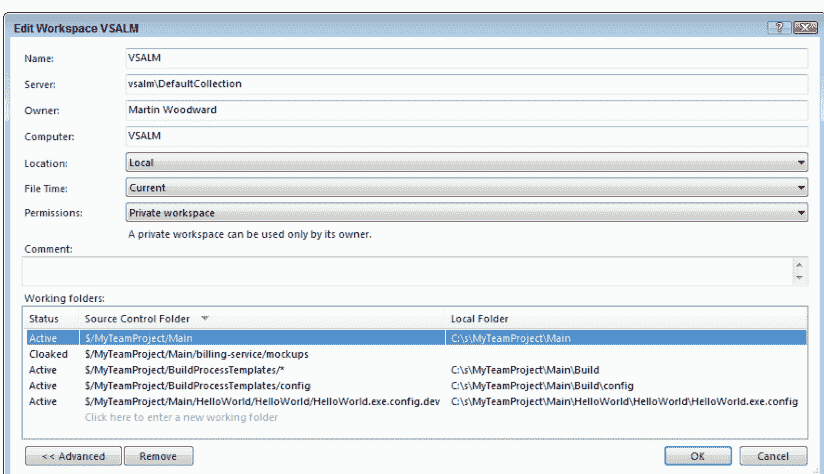 Edit Workspace VSALM
Name: VSALM
Server: vsalm\DefaultCollection
Owner: Martin Woodward
Computer: VSALM
Location: Local
File Time: Current
Permissions: Private workspace
A private workspace can be used only by its owner.
Comment:
Working folders:
Status Source Control Folder Local Folder
Active $/MyTeamProject/Main C:\s\MyTeamProject\Main
Cloaked $/MyTeamProject/Main/billing-service/mockups
Active $/MyTeamProject/BuildProcessTemplates/* C:\s\MyTeamProject\Main\Build
Active $/MyTeamProject/BuildProcessTemplates/config C:\s\MyTeamProject\Main\Build\config
Active $/MyTeamProject/Main/HelloWorld/HelloWorld/HelloWorld.exe.config.dev C:\s\MyTeamProject\Main\HelloWorld\HelloWorld\HelloWorld.exe.config
Click here to enter a new working folder
<< Advanced Remove OK Cancel